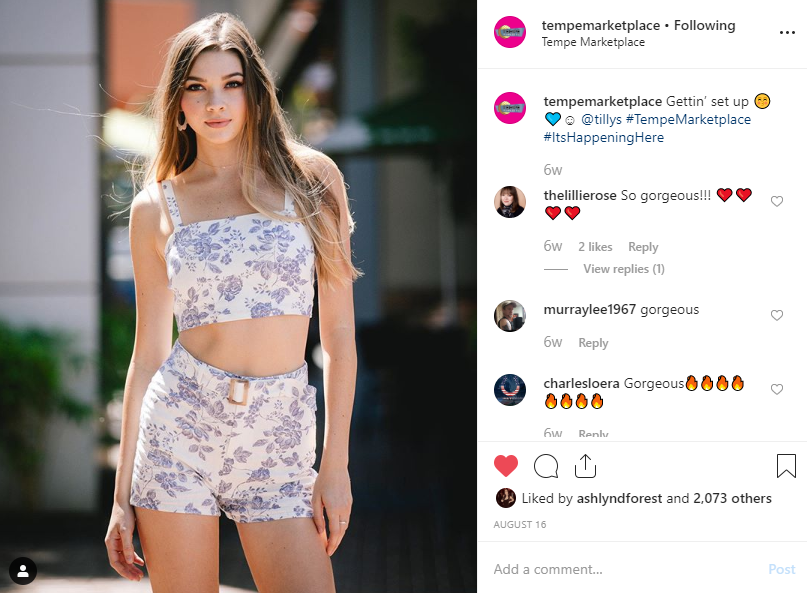 tempemarketplace • Following
Tempe Marketplace
tempemarketplace Gettin' set up 🤭
💙☺ @tillys #TempeMarketplace
#ItsHappeningHere
6w
thelillierose So gorgeous!!! ❤️❤️
❤️❤️
6w 2 likes Reply
View replies (1)
murraylee1967 gorgeous
6w Reply
charlesloera Gorgeous🔥🔥🔥🔥
🔥🔥🔥🔥
6w Reply
Liked by ashlyndforest and 2,073 others
AUGUST 16
Add a comment... Post